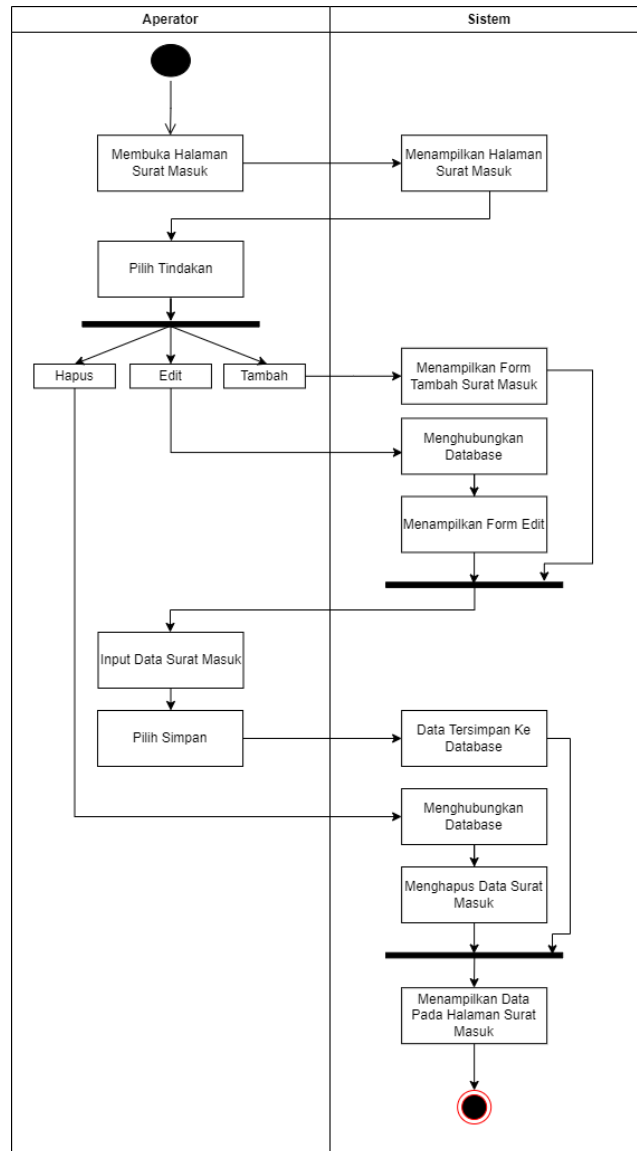 Aperator
Sistem
Membuka Halaman
Surat Masuk
Menampilkan Halaman
Surat Masuk
Pilih Tindakan
Hapus
Edit
Tambah
Menampilkan Form
Tambah Surat Masuk
Menghubungkan
Database
Menampilkan Form Edit
Input Data Surat Masuk
Pilih Simpan
Data Tersimpan Ke
Database
Menghubungkan
Database
Menghapus Data Surat
Masuk
Menampilkan Data
Pada Halaman Surat
Masuk